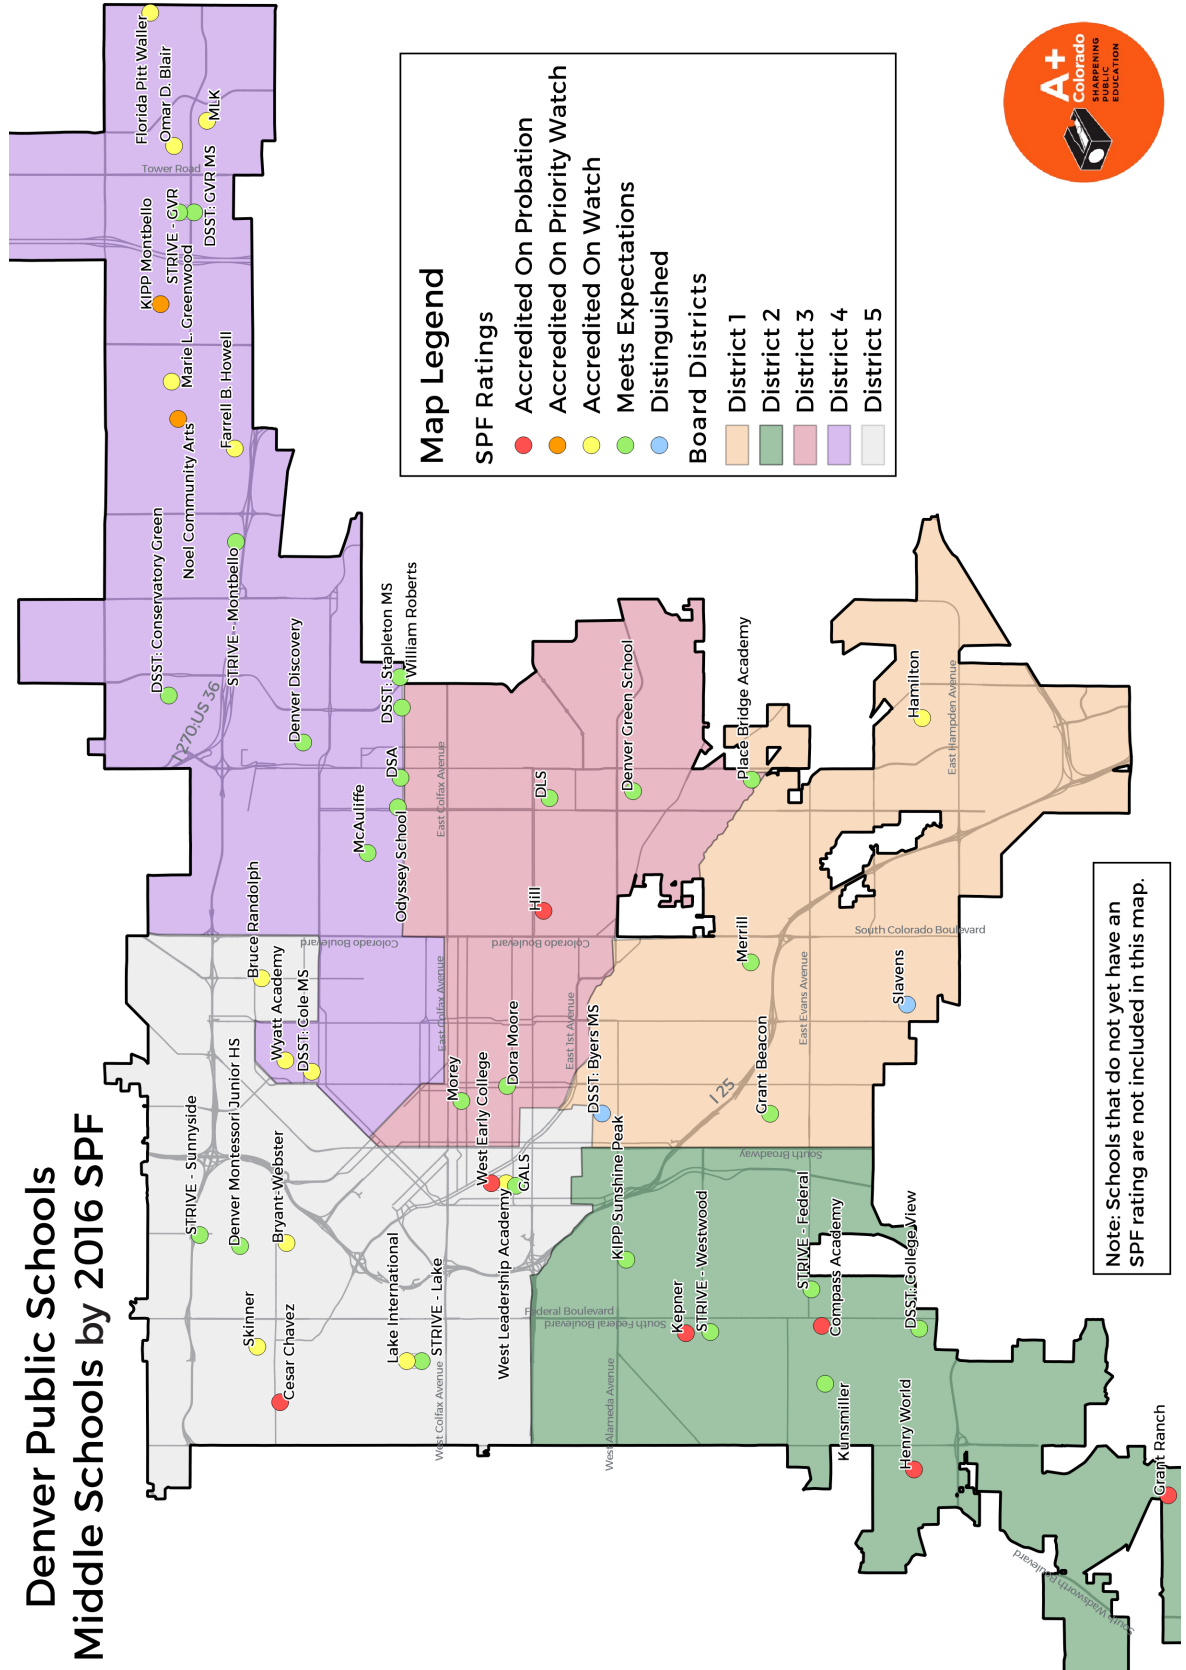 Denver Public Schools
Middle Schools by 2016 SPF
Florida Pitt Waller
Omar D. Blair
MLK
Tower Road
STRIVE - GVR
DSST: GVR MS
KIPP Montbello
Marie L. Greenwood
Noel Community Arts
Farrell B. Howell
DSST: Conservatory Green
STRIVE - Montbello
I 270;US 36
Denver Discovery
DSST: Stapleton MS
William Roberts
DSA
McAuliffe
Odyssey School
East Colfax Avenue
DLS
Denver Green School
Place Bridge Academy
Hamilton
East Hampden Avenue
Hill
Bruce Randolph
Wyatt Academy
DSST: Cole MS
Colorado Boulevard
Colorado Boulevard
East Colfax Avenue
South Colorado Boulevard
Merrill
Slavens
East Evans Avenue
East 1st Avenue
Morey
West Early College
Dora Moore
DSST: Byers MS
Grant Beacon
I 25
South Broadway
STRIVE - Sunnyside
Denver Montessori Junior HS
Bryant-Webster
CALS
West Leadership Academy
KIPP Sunshine Peak
STRIVE - Westwood
STRIVE - Federal
Compass Academy
DSST: College View
Skinner
Cesar Chavez
Lake International
STRIVE - Lake
West Colfax Avenue
Federal Boulevard
South Federal Boulevard
West Alameda Avenue
Kepner
Kunsmiller
Henry World
Grant Ranch
South Wadsworth Boulevard
Map Legend
SPF Ratings
Accredited On Probation
Accredited On Priority Watch
Accredited On Watch
Meets Expectations
Distinguished
Board Districts
District 1
District 2
District 3
District 4
District 5
Note: Schools that do not yet have an
SPF rating are not included in this map.
A+
Colorado
SHARPENING
PUBLIC
EDUCATION